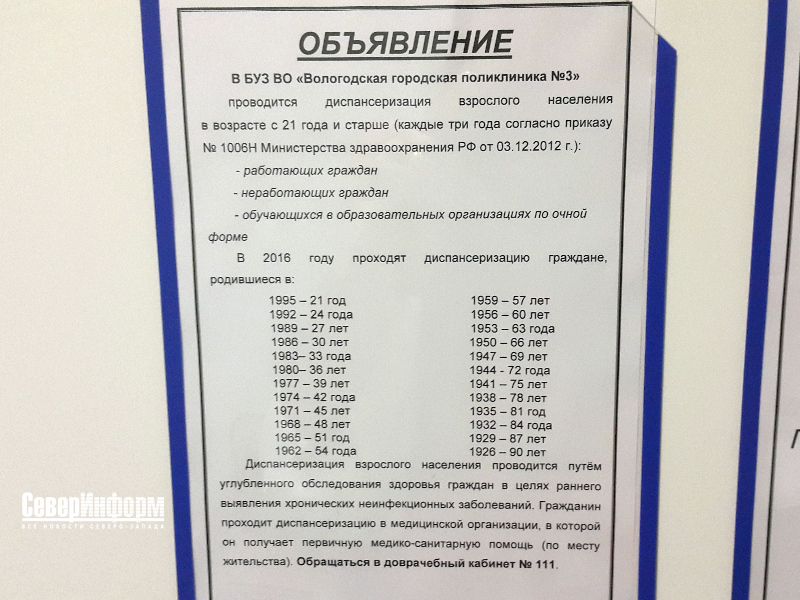 ОБЪЯВЛЕНИЕ
В БУЗ ВО «Вологодская городская поликлиника №3»
проводится диспансеризация взрослого населения
в возрасте с 21 года и старше (каждые три года согласно приказу
№ 1006Н Министерства здравоохранения РФ от 03.12.2012 г.):
- работающих граждан
- неработающих граждан
- обучающихся в образовательных организациях по очной
форме
В 2016 году проходят диспансеризацию граждане,
родившиеся в:
1995 – 21 год
1992 – 24 года
1989 – 27 лет
1986 – 30 лет
1983– 33 года
1980– 36 лет
1977 – 39 лет
1974 – 42 года
1971 – 45 лет
1968 – 48 лет
1965 – 51 год
1962 – 54 года
1959 – 57 лет
1956 – 60 лет
1953 – 63 года
1950 – 66 лет
1947 – 69 лет
1944 - 72 года
1941 – 75 лет
1938 – 78 лет
1935 – 81 год
1932 – 84 года
1929 – 87 лет
1926 – 90 лет
Диспансеризация взрослого населения проводится путём
углубленного обследования здоровья граждан в целях раннего
выявления хронических неинфекционных заболеваний. Гражданин
проходит диспансеризацию в медицинской организации, в которой
он получает первичную медико-санитарную помощь (по месту
жительства). Обращаться в доврачебный кабинет № 111.
СеверИнформ
ВСЕ НОВОСТИ СЕВЕРО-ЗАПАДА